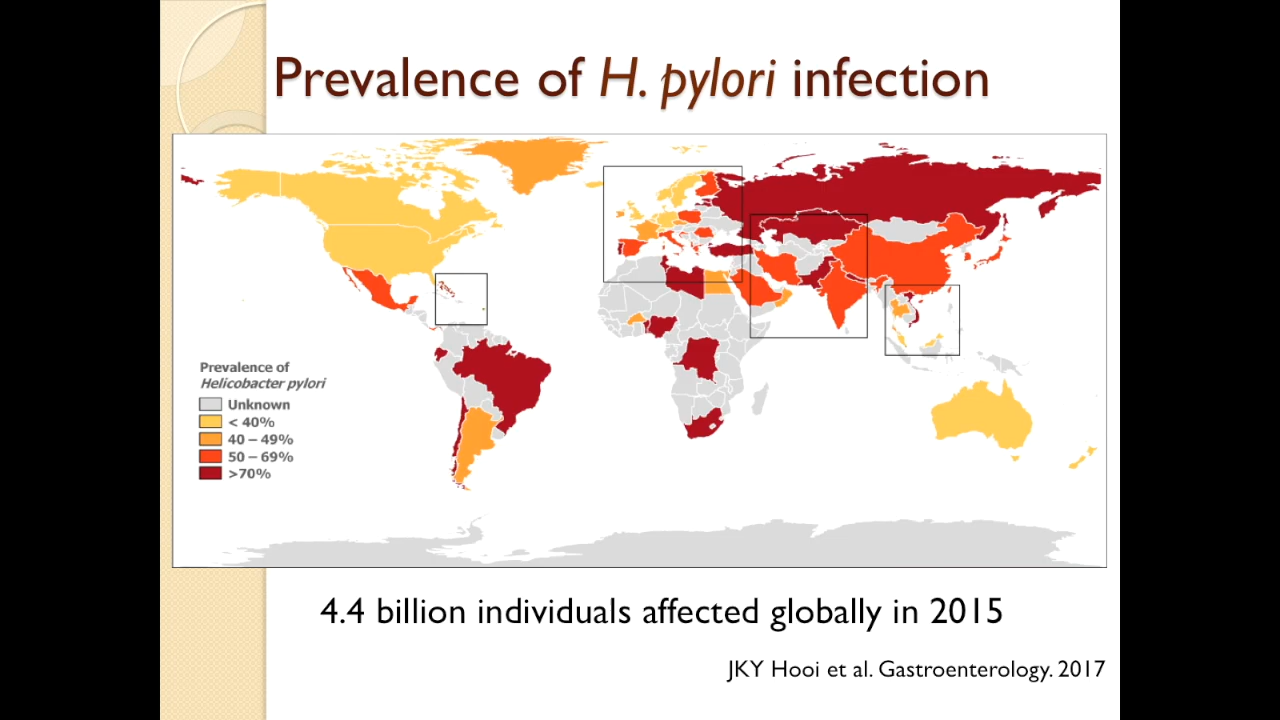 Prevalence of H. pylori infection
Prevalence of
Helicobacter pylori
Unknown
< 40%
40 – 49%
50 – 69%
>70%
4.4 billion individuals affected globally in 2015
JKY Hooi et al. Gastroenterology. 2017